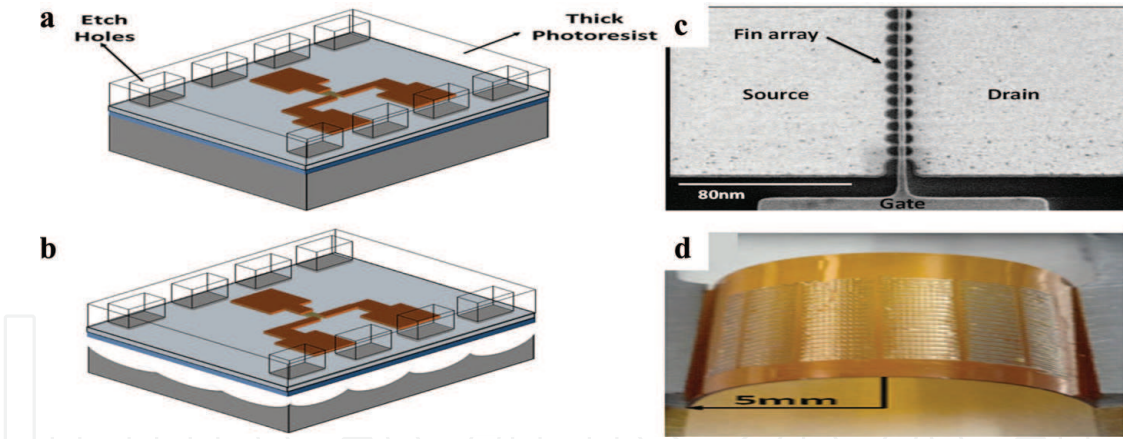 a
Etch
Holes
Thick
Photoresist
b
c
Fin array
Source
Drain
80nm
Gate
d
5mm